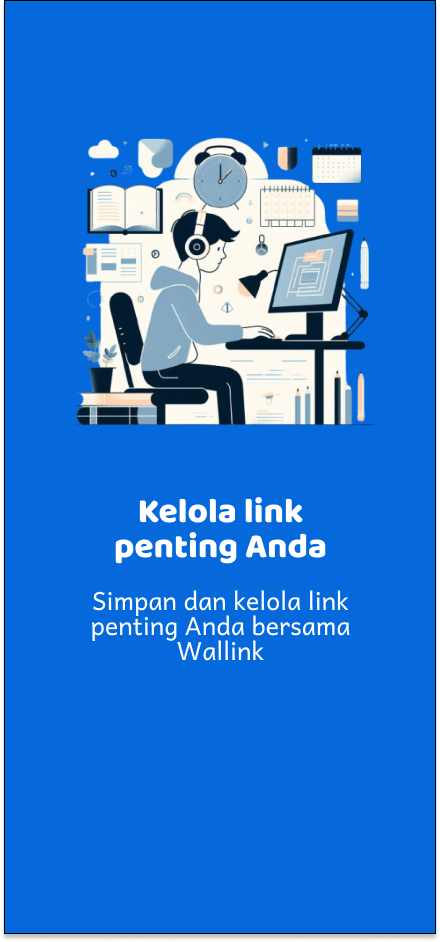 Kelola link
penting Anda
Simpan dan kelola link
penting Anda bersama
Wallink